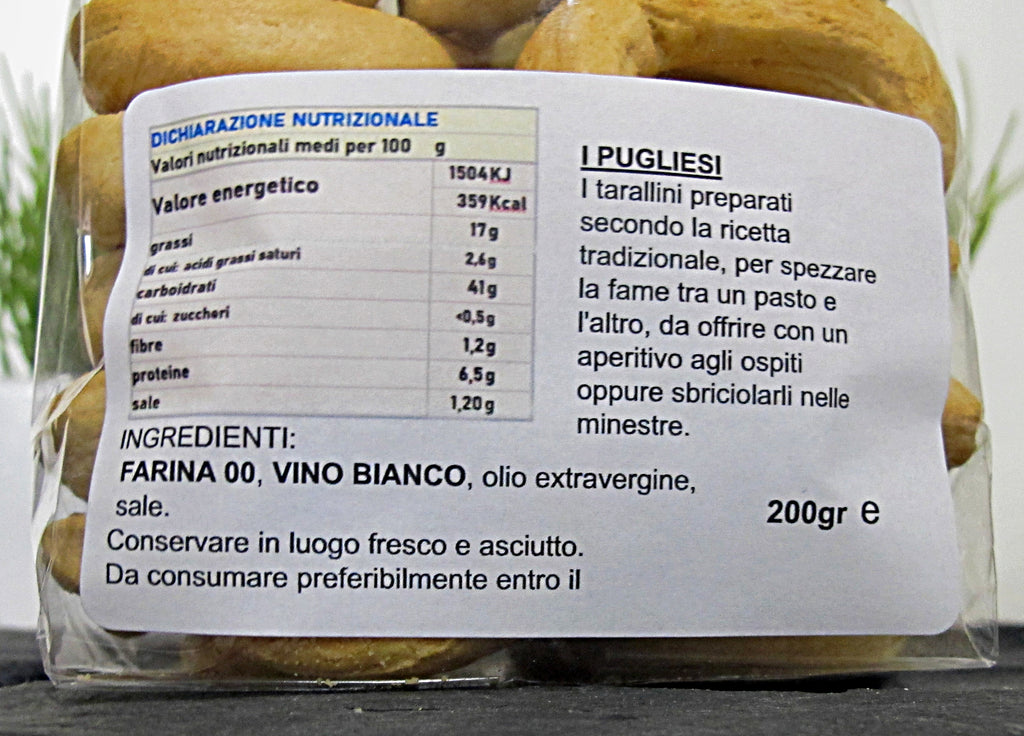 DICHIARAZIONE NUTRIZIONALE
Valori nutrizionali medi per 100 g
Valore energetico 1504KJ
359Kcal
grassi 17g
di cui: acidi grassi saturi 2,6g
carboidrati 41g
di cui: zuccheri <0,5g
fibre 1,2g
proteine 6,5g
sale 1,20g
I PUGLIESI
I tarallini preparati
secondo la ricetta
tradizionale, per spezzare
la fame tra un pasto e
l'altro, da offrire con un
aperitivo agli ospiti
oppure sbriciolarli nelle
minestre.
INGREDIENTI:
FARINA 00, VINO BIANCO, olio extravergine,
sale.
200gr e
Conservare in luogo fresco e asciutto.
Da consumare preferibilmente entro il